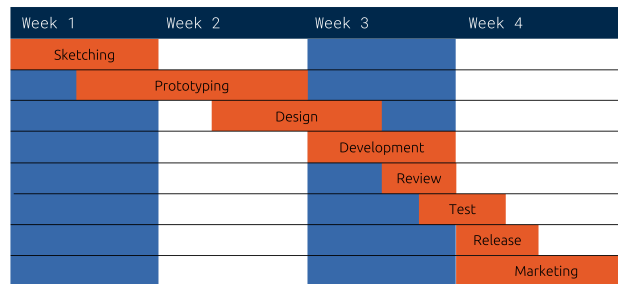 Week 1 Week 2 Week 3 Week 4
Sketching
Prototyping
Design
Development
Review
Test
Release
Marketing